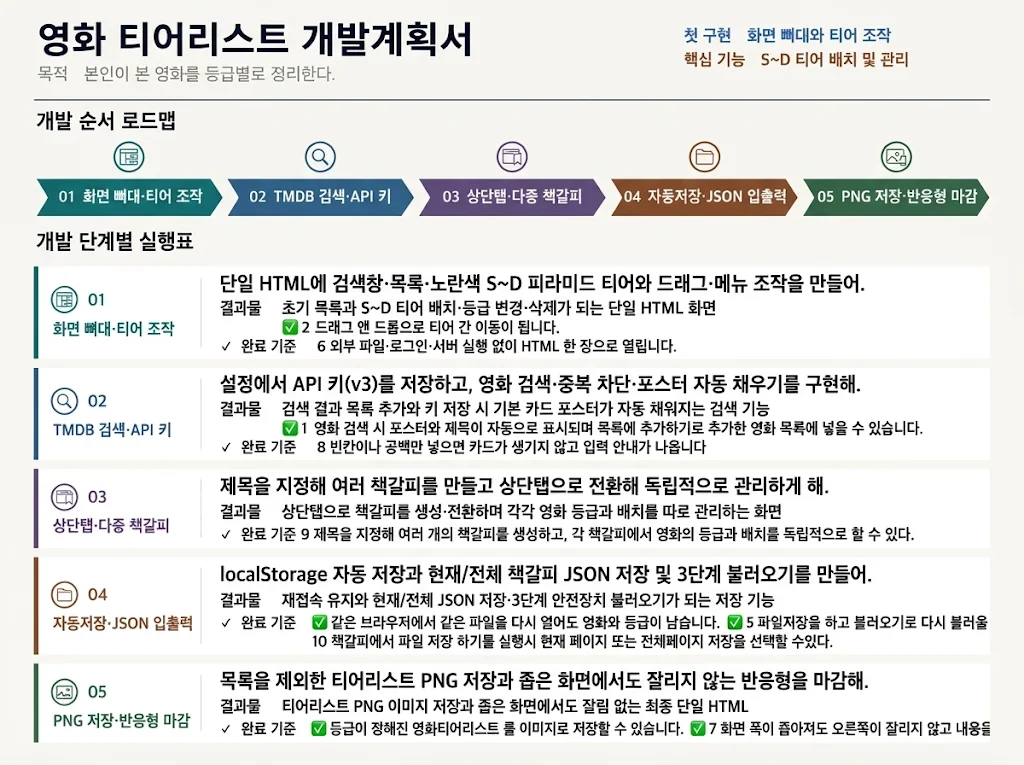 영화 티어리스트 개발계획서
목적 본인이 본 영화를 등급별로 정리한다.
첫 구현 화면 뼈대와 티어 조작
핵심 기능 S~D 티어 배치 및 관리
개발 순서 로드맵
01 화면 뼈대·티어 조작
02 TMDB 검색·API 키
03 상단탭·다중 책갈피
04 자동저장·JSON 입출력
05 PNG 저장·반응형 마감
개발 단계별 실행표
01
화면 뼈대·티어 조작
단일 HTML에 검색창·목록·노란색 S~D 피라미드 티어와 드래그·메뉴 조작을 만들어.
결과물 초기 목록과 S~D 티어 배치·등급 변경·삭제가 되는 단일 HTML 화면
✅ 2 드래그 앤 드롭으로 티어 간 이동이 됩니다.
✓ 완료 기준 6 외부 파일·로그인·서버 실행 없이 HTML 한 장으로 열립니다.
02
TMDB 검색·API 키
설정에서 API 키(v3)를 저장하고, 영화 검색·중복 차단·포스터 자동 채우기를 구현해.
결과물 검색 결과 목록 추가와 키 저장 시 기본 카드 포스터가 자동 채워지는 검색 기능
✅ 1 영화 검색 시 포스터와 제목이 자동으로 표시되며 목록에 추가하기로 추가한 영화 목록에 넣을 수 있습니다.
✓ 완료 기준 8 빈칸이나 공백만 넣으면 카드가 생기지 않고 입력 안내가 나옵니다
03
상단탭·다중 책갈피
제목을 지정해 여러 책갈피를 만들고 상단탭으로 전환해 독립적으로 관리하게 해.
결과물 상단탭으로 책갈피를 생성·전환하며 각각 영화 등급과 배치를 따로 관리하는 화면
✓ 완료 기준 9 제목을 지정해 여러 개의 책갈피를 생성하고, 각 책갈피에서 영화의 등급과 배치를 독립적으로 할 수 있다.
04
자동저장·JSON 입출력
localStorage 자동 저장과 현재/전체 책갈피 JSON 저장 및 3단계 불러오기를 만들어.
결과물 재접속 유지와 현재/전체 JSON 저장·3단계 안전장치 불러오기가 되는 저장 기능
✓ 완료 기준 ✅ 같은 브라우저에서 같은 파일을 다시 열어도 영화와 등급이 남습니다. ✅ 5 파일저장을 하고 불러오기로 다시 불러올
10 책갈피에서 파일 저장 하기를 실행시 현재 페이지 또는 전체페이지 저장을 선택할 수있다.
05
PNG 저장·반응형 마감
목록을 제외한 티어리스트 PNG 저장과 좁은 화면에서도 잘리지 않는 반응형을 마감해.
결과물 티어리스트 PNG 이미지 저장과 좁은 화면에서도 잘림 없는 최종 단일 HTML
✓ 완료 기준 ✅ 등급이 정해진 영화티어리스트 를 이미지로 저장할 수 있습니다. ✅ 7 화면 폭이 좁아져도 오른쪽이 잘리지 않고 내용을